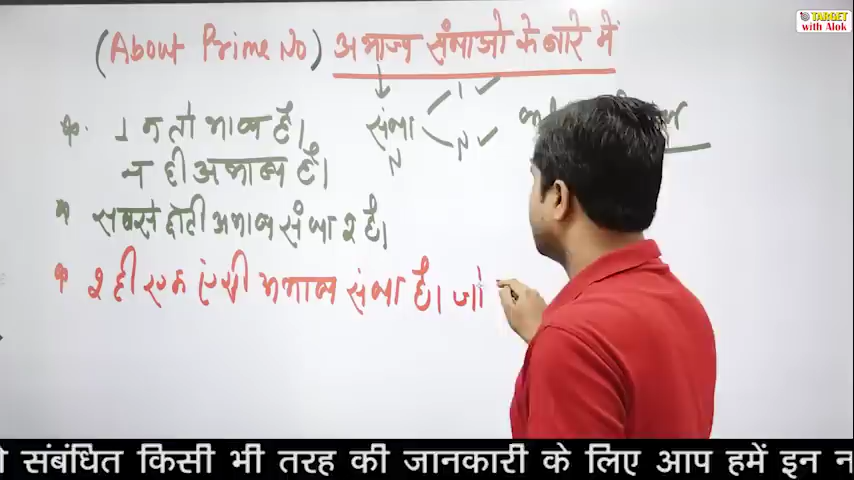 TARGET
with Alok
(About Prime No) अभाज्य संख्याओ के बारे में
1 न तो भाज्य है।
न ही अभाज्य है।
संख्या
N
1
N
सबसे छोटी अभाज्य संख्या 2 है।
2 ही एक ऐसी अभाज्य संख्या है। जो
संबंधित किसी भी तरह की जानकारी के लिए आप हमें इन